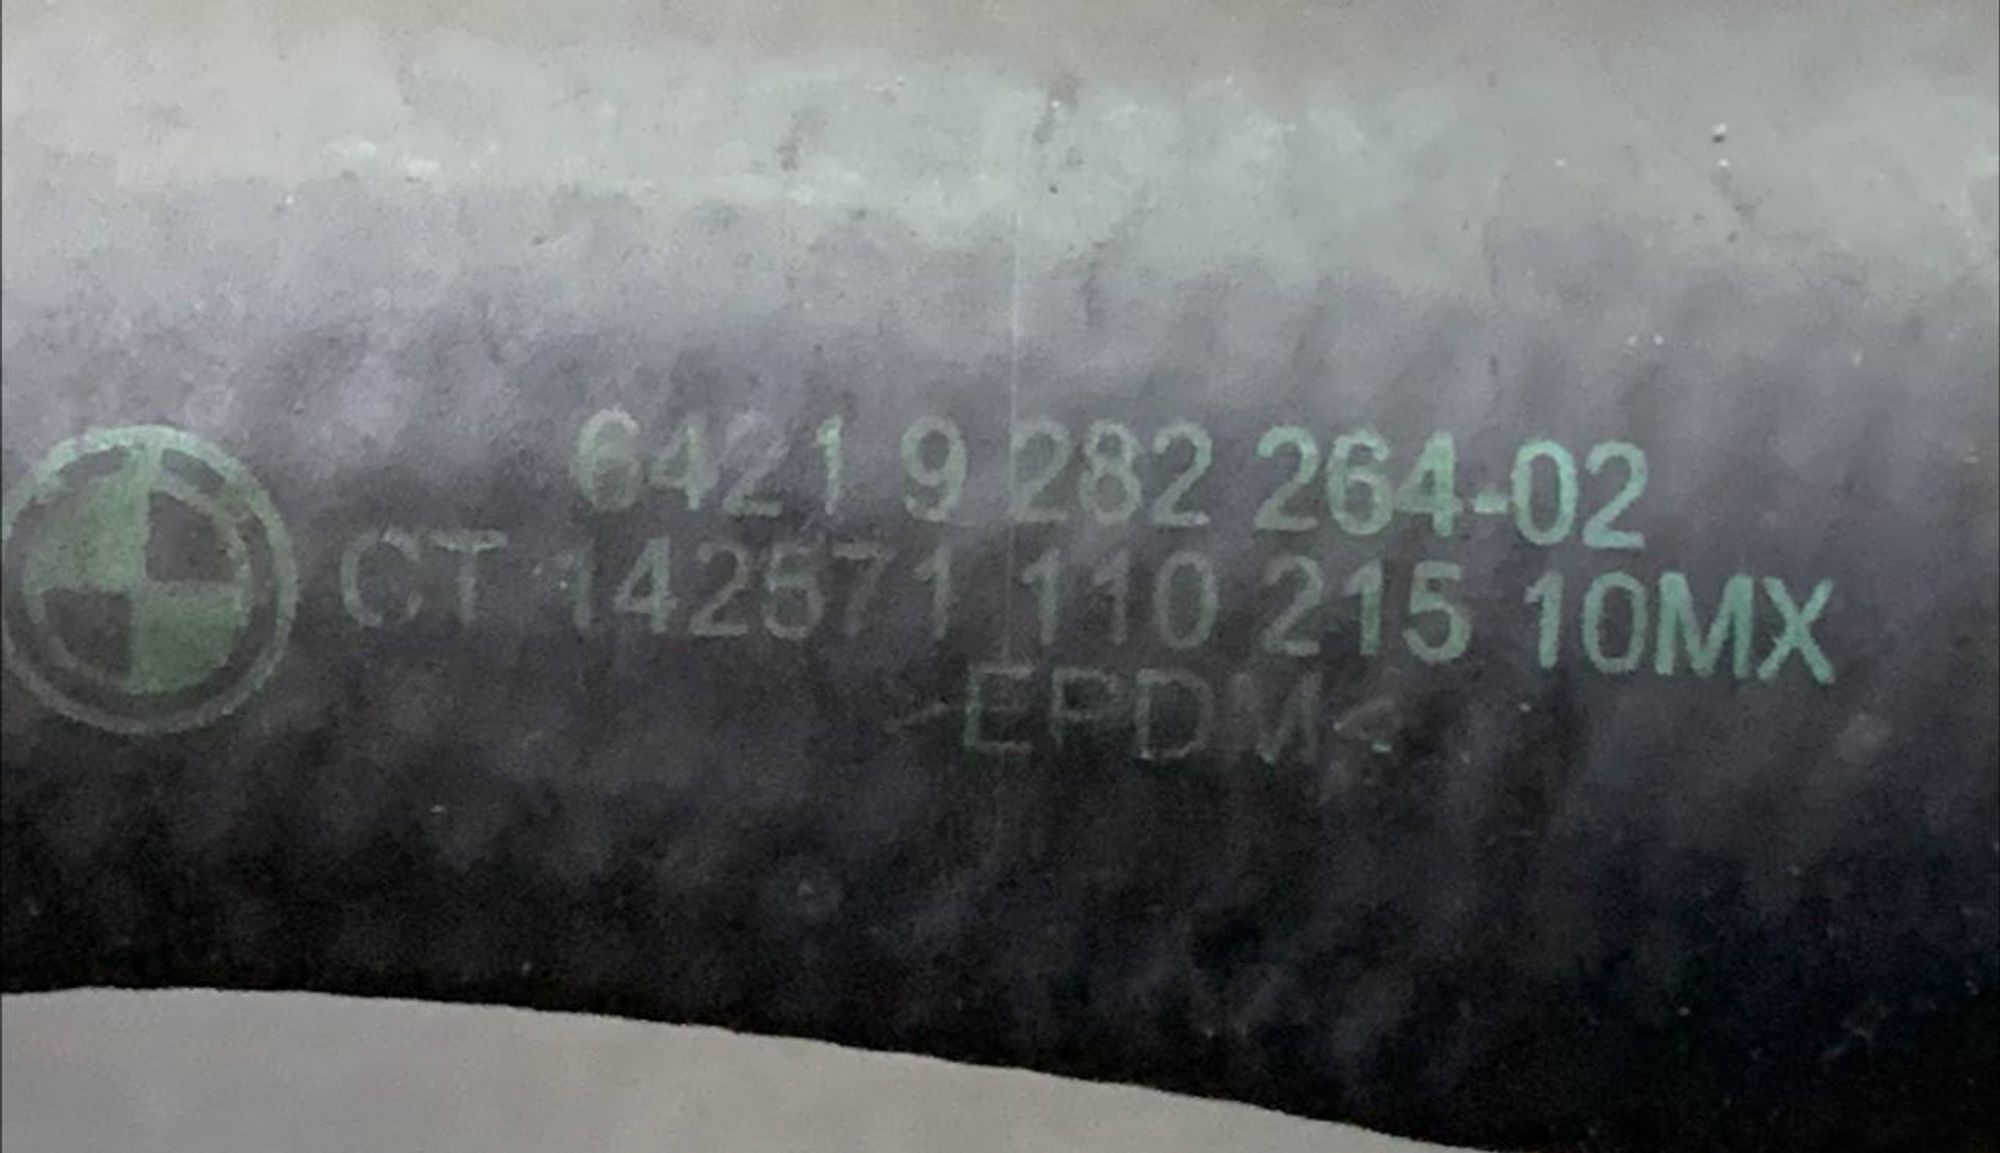 6421 9 282 264-02
CT 142571 110 215 10MX
>EPDM<